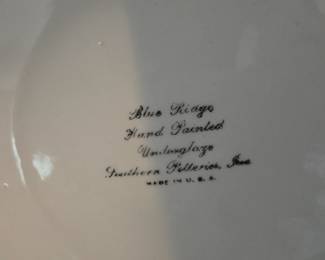 Blue Ridge
Hand Painted
Underglaze
Southern Potteries, Inc.
MADE IN U. S. A.